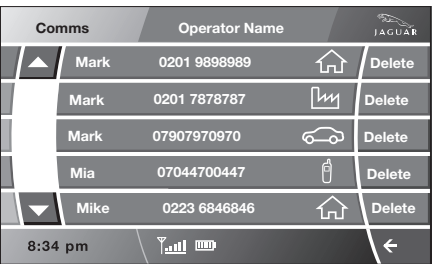 Comms Operator Name JAGUAR
Mark 0201 9898989 Delete
Mark 0201 7878787 Delete
Mark 07907970970 Delete
Mia 07044700447 Delete
Mike 0223 6846846 Delete
8:34 pm